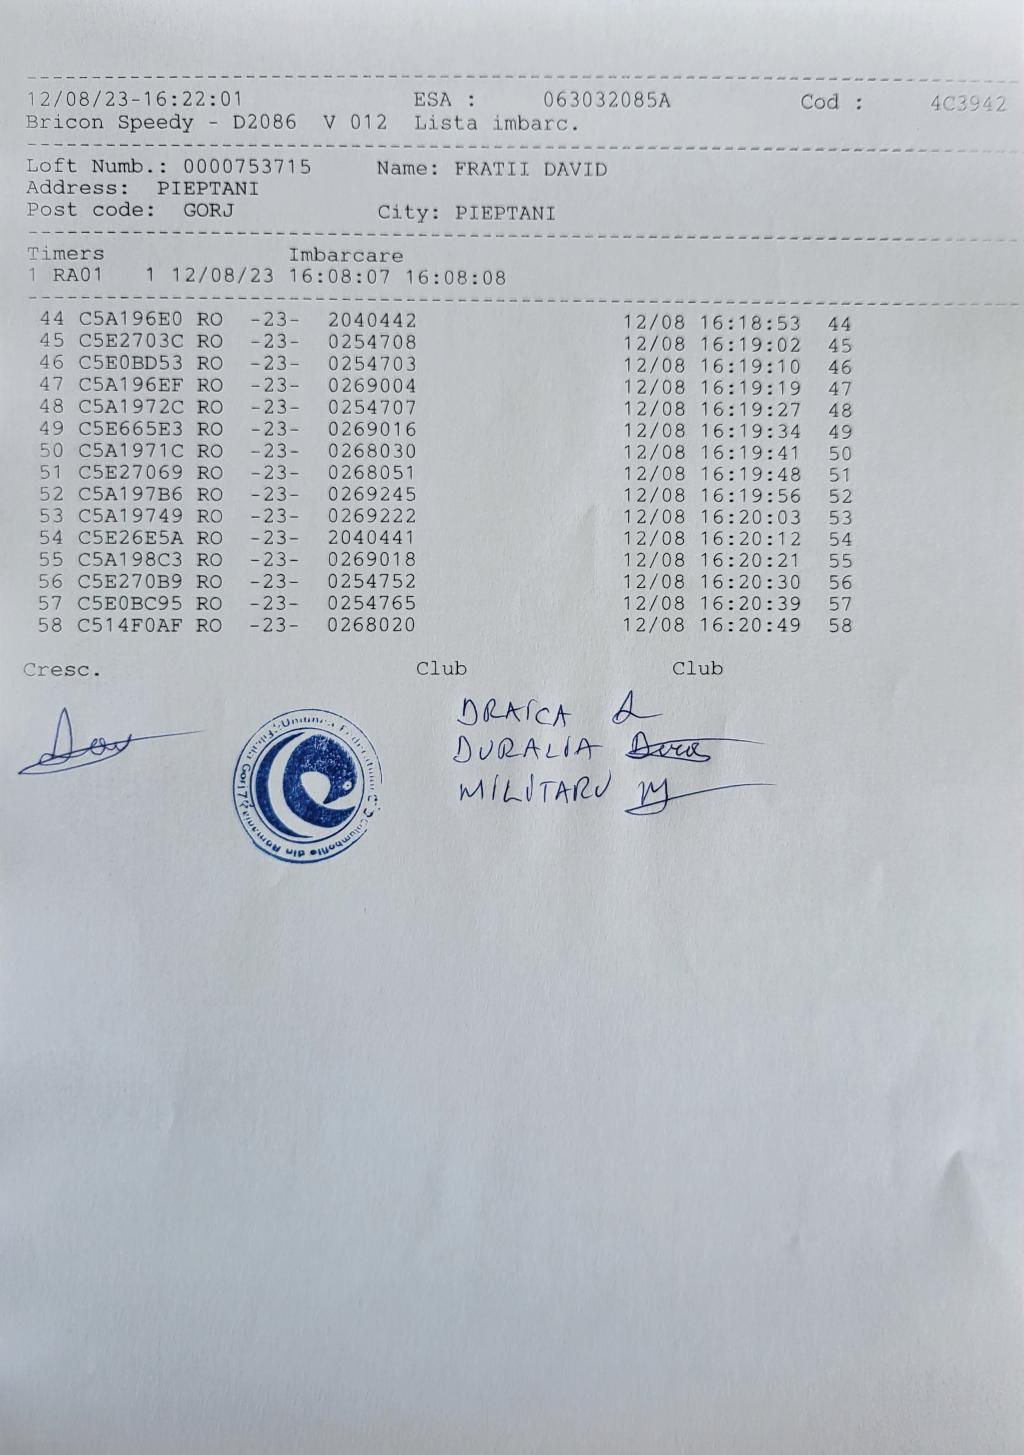 12/08/23-16:22:01 ESA : 063032085A Cod : 4C3942
Bricon Speedy - D2086 V 012 Lista imbarc.
Loft Numb.: 0000753715 Name: FRATII DAVID
Address: PIEPTANI
Post code: GORJ City: PIEPTANI
Timers Imbarcare
1 RA01 1 12/08/23 16:08:07 16:08:08
44 C5A196E0 RO -23- 2040442 12/08 16:18:53 44
45 C5E2703C RO -23- 0254708 12/08 16:19:02 45
46 C5E0BD53 RO -23- 0254703 12/08 16:19:10 46
47 C5A196EF RO -23- 0269004 12/08 16:19:19 47
48 C5A1972C RO -23- 0254707 12/08 16:19:27 48
49 C5E665E3 RO -23- 0269016 12/08 16:19:34 49
50 C5A1971C RO -23- 0268030 12/08 16:19:41 50
51 C5E27069 RO -23- 0268051 12/08 16:19:48 51
52 C5A197B6 RO -23- 0269245 12/08 16:19:56 52
53 C5A19749 RO -23- 0269222 12/08 16:20:03 53
54 C5E26E5A RO -23- 2040441 12/08 16:20:12 54
55 C5A198C3 RO -23- 0269018 12/08 16:20:21 55
56 C5E270B9 RO -23- 0254752 12/08 16:20:30 56
57 C5E0BC95 RO -23- 0254765 12/08 16:20:39 57
58 C514F0AF RO -23- 0268020 12/08 16:20:49 58
Cresc. Club Club
DRAICA
DURALIA
MILITARU
Columbofila din Romania